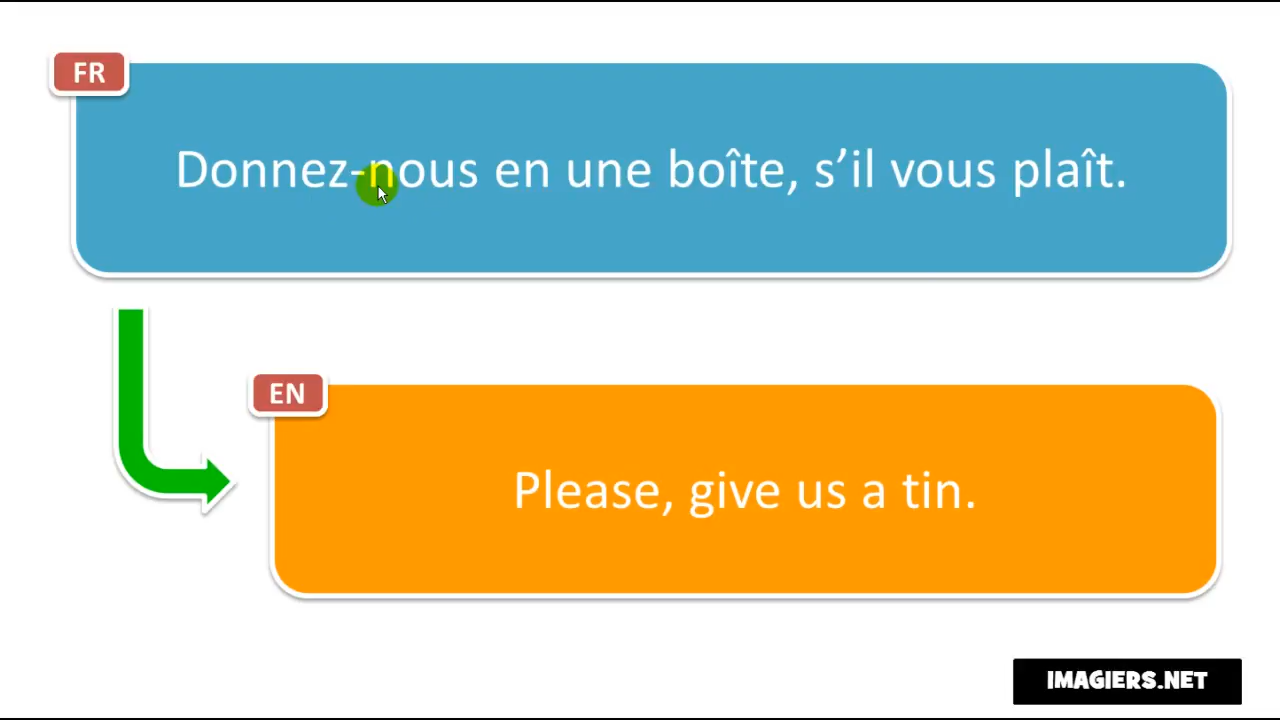 FR
Donnez-nous en une boîte, s’il vous plaît.
EN
Please, give us a tin.
IMAGIERS.NET